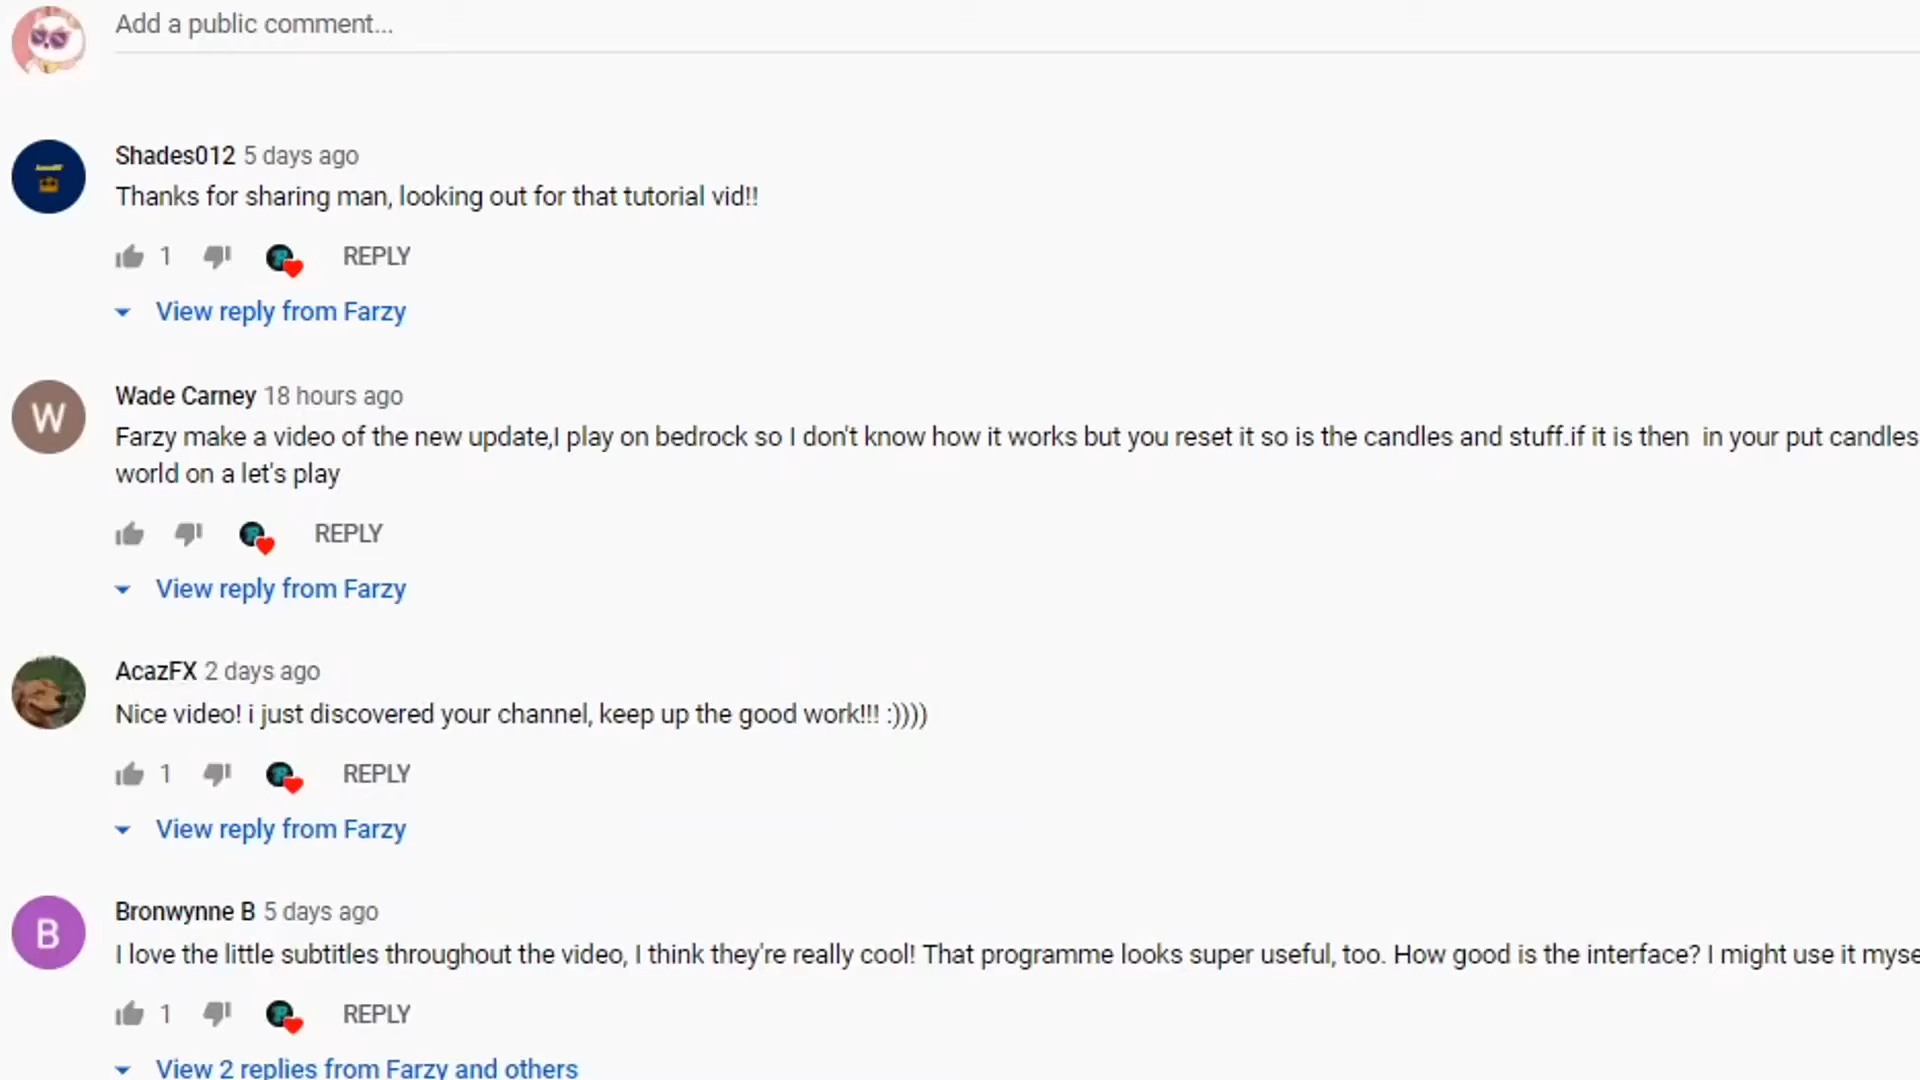 Add a public comment...
Shades012 5 days ago
Thanks for sharing man, looking out for that tutorial vid!!
1 REPLY
View reply from Farzy
W
Wade Carney 18 hours ago
Farzy make a video of the new update,I play on bedrock so I don't know how it works but you reset it so is the candles and stuff.if it is then  in your put candles
world on a let's play
REPLY
View reply from Farzy
AcazFX 2 days ago
Nice video! i just discovered your channel, keep up the good work!!! :))))
1 REPLY
View reply from Farzy
B
Bronwynne B 5 days ago
I love the little subtitles throughout the video, I think they're really cool! That programme looks super useful, too. How good is the interface? I might use it myse
1 REPLY
View 2 replies from Farzy and others